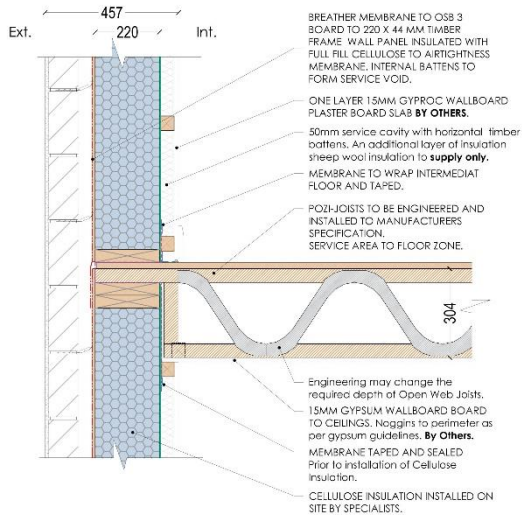 457
Ext.
220
Int.
BREATHER MEMBRANE TO OSB 3
BOARD TO 220 X 44 MM TIMBER
FRAME WALL PANEL INSULATED WITH
FULL FILL CELLULOSE TO AIRTIGHTNESS
MEMBRANE. INTERNAL BATTENS TO
FORM SERVICE VOID.
ONE LAYER 15MM GYPROC WALLBOARD
PLASTER BOARD SLAB BY OTHERS.
50mm service cavity with horizontal timber
battens. An additional layer of insulation
sheep wool insulation to supply only.
MEMBRANE TO WRAP INTERMEDIAT
FLOOR AND TAPED.
POZI-JOISTS TO BE ENGINEERED AND
INSTALLED TO MANUFACTURERS
SPECIFICATION.
SERVICE AREA TO FLOOR ZONE.
304
Engineering may change the
required depth of Open Web Joists.
15MM GYPSUM WALLBOARD BOARD
TO CEILINGS. Noggins to perimeter as
per gypsum guidelines. By Others.
MEMBRANE TAPED AND SEALED
Prior to installation of Cellulose
Insulation.
CELLULOSE INSULATION INSTALLED ON
SITE BY SPECIALISTS.